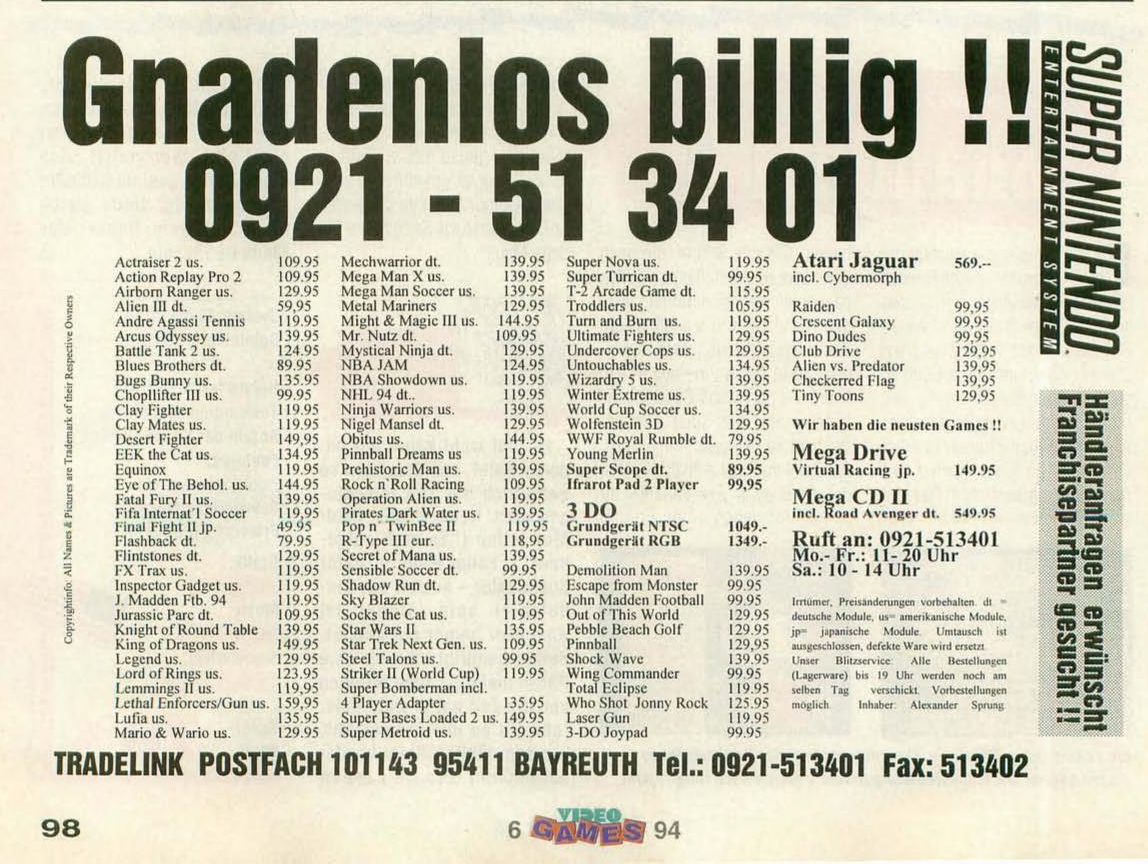 Gnadenlos billig !!
0921 - 51 34 01
SUPER NINTENDO
ENTERTAINMENT SYSTEM
Actraiser 2 us. 109.95
Action Replay Pro 2 109.95
Airborn Ranger us. 129.95
Alien III dt. 59,95
Andre Agassi Tennis 119.95
Arcus Odyssey us. 139.95
Battle Tank 2 us. 124.95
Blues Brothers dt. 89.95
Bugs Bunny us. 135.95
Chopllifter III us. 99.95
Clay Fighter 119.95
Clay Mates us. 119.95
Desert Fighter 149,95
EEK the Cat us. 134.95
Equinox 119.95
Eye of The Behol. us. 144.95
Fatal Fury II us. 139.95
Fifa Internat'l Soccer 119,95
Final Fight II jp. 49.95
Flashback dt. 79.95
Flintstones dt. 129.95
FX Trax us. 119.95
Inspector Gadget us. 119.95
J. Madden Ftb. 94 119.95
Jurassic Parc dt. 109.95
Knight of Round Table 139.95
King of Dragons us. 149.95
Legend us. 129.95
Lord of Rings us. 123.95
Lemmings II us. 119,95
Lethal Enforcers/Gun us. 159,95
Lufia us. 135.95
Mario & Wario us. 129.95
Mechwarrior dt. 139.95
Mega Man X us. 139.95
Mega Man Soccer us. 139.95
Metal Mariners 129.95
Might & Magic III us. 144.95
Mr. Nutz dt. 109.95
Mystical Ninja dt. 129.95
NBA JAM 124.95
NBA Showdown us. 119.95
NHL 94 dt.. 119.95
Ninja Warriors us. 139.95
Nigel Mansel dt. 129.95
Obitus us. 144.95
Pinnball Dreams us 119.95
Prehistoric Man us. 139.95
Rock n`Roll Racing 109.95
Operation Alien us. 119.95
Pirates Dark Water us. 139.95
Pop n` TwinBee II 119.95
R-Type III eur. 118,95
Secret of Mana us. 139.95
Sensible Soccer dt. 99.95
Shadow Run dt. 129.95
Sky Blazer 119.95
Socks the Cat us. 119.95
Star Wars II 135.95
Star Trek Next Gen. us. 109.95
Steel Talons us. 99.95
Striker II (World Cup) 119.95
Super Bomberman incl.
4 Player Adapter 135.95
Super Bases Loaded 2 us. 149.95
Super Metroid us. 139.95
Super Nova us. 119.95
Super Turrican dt. 99.95
T-2 Arcade Game dt. 115.95
Troddlers us. 105.95
Turn and Burn us. 119.95
Ultimate Fighters us. 129.95
Undercover Cops us. 129.95
Untouchables us. 134.95
Wizardry 5 us. 139.95
Winter Extreme us. 139.95
World Cup Soccer us. 134.95
Wolfenstein 3D 129.95
WWF Royal Rumble dt. 79.95
Young Merlin 139.95
Super Scope dt. 89.95
Ifrarot Pad 2 Player 99,95
3 DO
Grundgerät NTSC 1049.-
Grundgerät RGB 1349.-
Demolition Man 139.95
Escape from Monster 99.95
John Madden Football 99.95
Out of This World 129.95
Pebble Beach Golf 129.95
Pinnball 129,95
Shock Wave 139.95
Wing Commander 99.95
Total Eclipse 119.95
Who Shot Jonny Rock 125.95
Laser Gun 119.95
3-DO Joypad 99.95
Atari Jaguar 569.--
incl. Cybermorph
Raiden 99,95
Crescent Galaxy 99,95
Dino Dudes 99,95
Club Drive 129,95
Alien vs. Predator 139,95
Checkerred Flag 139,95
Tiny Toons 129,95
Wir haben die neusten Games !!
Mega Drive
Virtual Racing jp. 149.95
Mega CD II
incl. Road Avenger dt. 549.95
Ruft an: 0921-513401
Mo.- Fr.: 11- 20 Uhr
Sa.: 10 - 14 Uhr
Irrtümer, Preisänderungen vorbehalten. dt =
deutsche Module, us= amerikanische Module,
jp= japanische Module. Umtausch ist
ausgeschlossen, defekte Ware wird ersetzt.
Unser Blitzservice: Alle Bestellungen
(Lagerware) bis 19 Uhr werden noch am
selben Tag verschickt. Vorbestellungen
möglich. Inhaber: Alexander Sprung
Händleranfragen erwünscht
Franchisepartner gesucht !!
Copyrightinfo: All Names & Pictures are Trademark of their Respective Owners
TRADELINK POSTFACH 101143 95411 BAYREUTH Tel.: 0921-513401 Fax: 513402
98
6 VIDEO GAMES 94